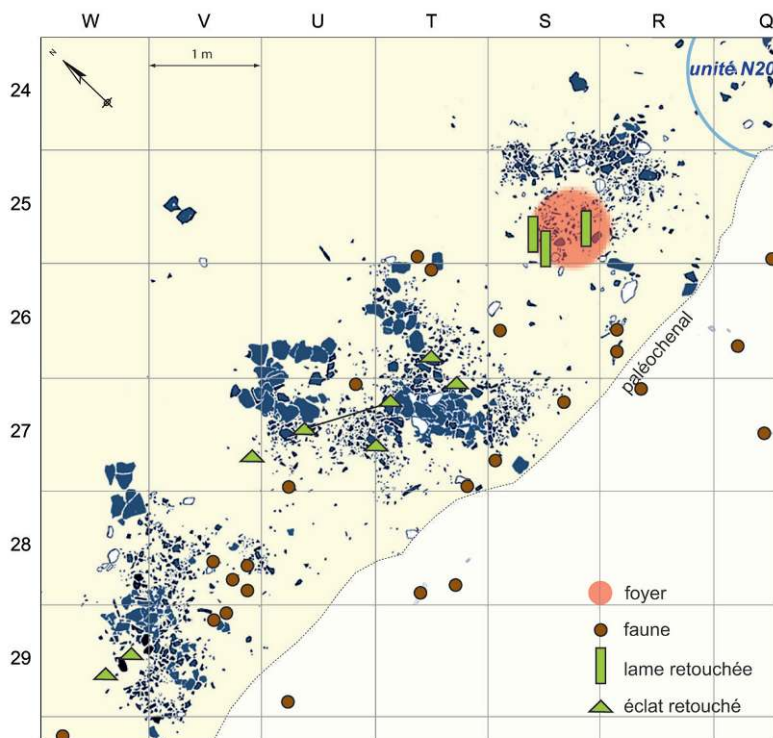 W V U T S R Q
N
1 m
unité N20
24
25
26
paléochenal
27
28
foyer
faune
29
lame retouchée
éclat retouché